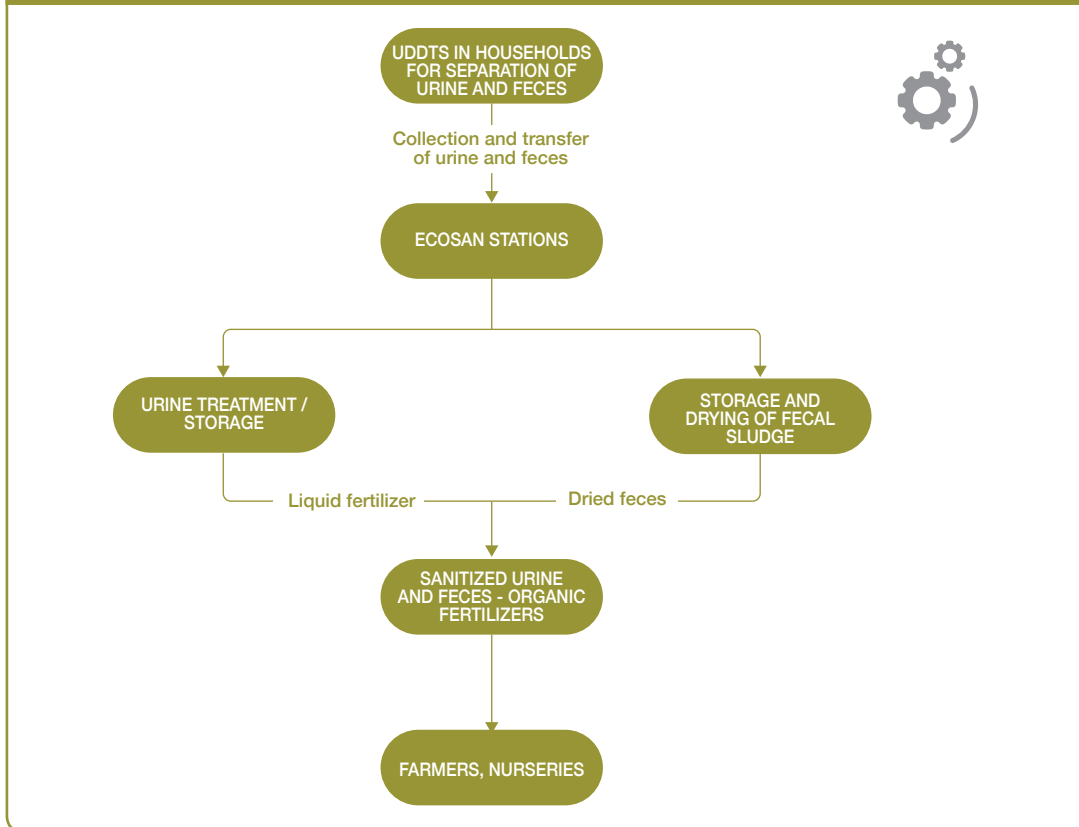 UDDTS IN HOUSEHOLDS
FOR SEPARATION OF
URINE AND FECES
Collection and transfer
of urine and feces
ECOSAN STATIONS
URINE TREATMENT /
STORAGE
STORAGE AND
DRYING OF FECAL
SLUDGE
Liquid fertilizer
Dried feces
SANITIZED URINE
AND FECES - ORGANIC
FERTILIZERS
FARMERS, NURSERIES